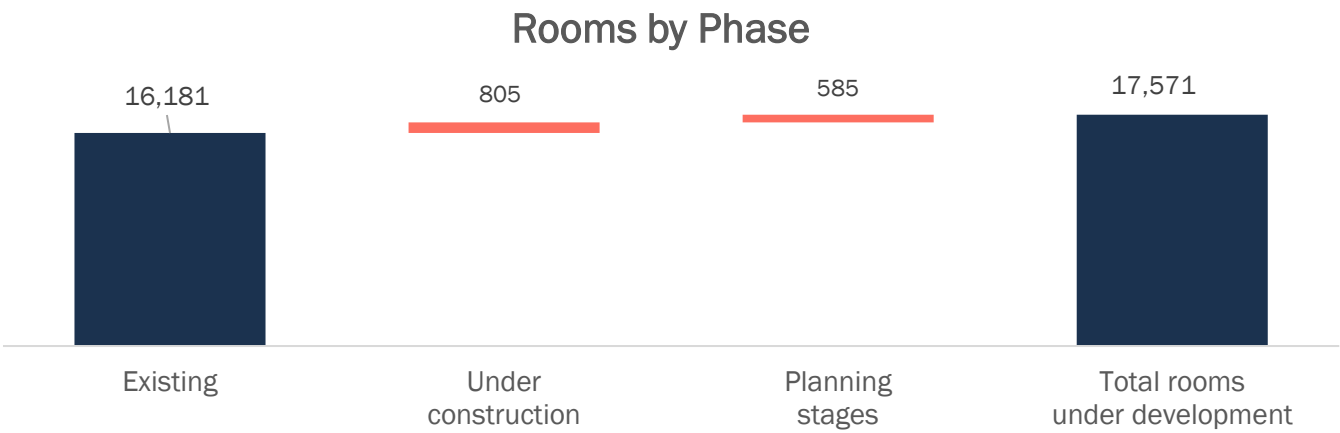 Rooms by Phase
16,181
805
585
17,571
Existing
Under
construction
Planning
stages
Total rooms
under development